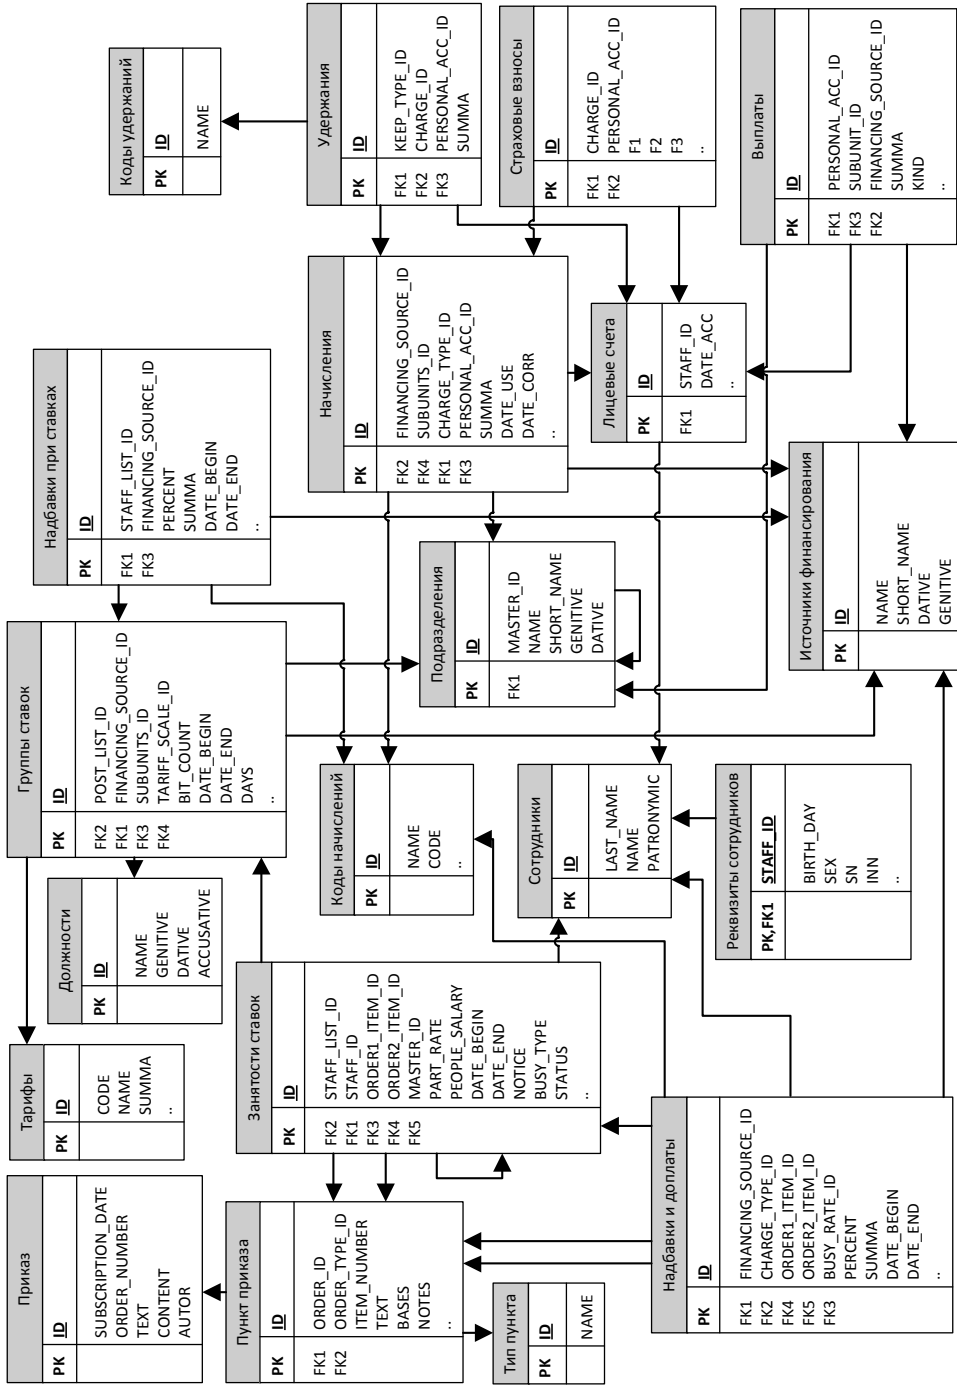 Приказ
PK ID
SUBSCRIPTION_DATE
ORDER_NUMBER
TEXT
CONTENT
AUTOR
Тарифы
PK ID
CODE
NAME
SUMMA
..
Должности
PK ID
NAME
GENITIVE
DATIVE
ACCUSATIVE
Группы ставок
PK ID
FK2 POST_LIST_ID
FK1 FINANCING_SOURCE_ID
FK3 SUBUNITS_ID
FK4 TARIFF_SCALE_ID
BIT_COUNT
DATE_BEGIN
DATE_END
DAYS
..
Надбавки при ставках
PK ID
FK1 STAFF_LIST_ID
FK3 FINANCING_SOURCE_ID
PERCENT
SUMMA
DATE_BEGIN
DATE_END
..
Коды удержаний
PK ID
NAME
Пункт приказа
PK ID
FK1 ORDER_ID
FK2 ORDER_TYPE_ID
ITEM_NUMBER
TEXT
BASES
NOTES
..
Занятости ставок
PK ID
FK2 STAFF_LIST_ID
FK1 STAFF_ID
FK3 ORDER1_ITEM_ID
FK4 ORDER2_ITEM_ID
FK5 MASTER_ID
PART_RATE
PEOPLE_SALARY
DATE_BEGIN
DATE_END
NOTICE
BUSY_TYPE
STATUS
..
Коды начислений
PK ID
NAME
CODE
..
Подразделения
PK ID
FK1 MASTER_ID
NAME
SHORT_NAME
GENITIVE
DATIVE
Начисления
PK ID
FK2 FINANCING_SOURCE_ID
FK4 SUBUNITS_ID
FK1 CHARGE_TYPE_ID
FK3 PERSONAL_ACC_ID
SUMMA
DATE_USE
DATE_CORR
..
Удержания
PK ID
FK1 KEEP_TYPE_ID
FK2 CHARGE_ID
FK3 PERSONAL_ACC_ID
SUMMA
Тип пункта
PK ID
NAME
Сотрудники
PK ID
LAST_NAME
NAME
PATRONYMIC
Лицевые счета
PK ID
FK1 STAFF_ID
DATE_ACC
..
Страховые взносы
PK ID
FK1 CHARGE_ID
FK2 PERSONAL_ACC_ID
F1
F2
F3
..
Надбавки и доплаты
PK ID
FK1 FINANCING_SOURCE_ID
FK2 CHARGE_TYPE_ID
FK4 ORDER1_ITEM_ID
FK5 ORDER2_ITEM_ID
FK3 BUSY_RATE_ID
PERCENT
SUMMA
DATE_BEGIN
DATE_END
..
Реквизиты сотрудников
PK,FK1 STAFF_ID
BIRTH_DAY
SEX
SN
INN
..
Источники финансирования
PK ID
NAME
SHORT_NAME
DATIVE
GENITIVE
Выплаты
PK ID
FK1 PERSONAL_ACC_ID
FK3 SUBUNIT_ID
FK2 FINANCING_SOURCE_ID
SUMMA
KIND
..